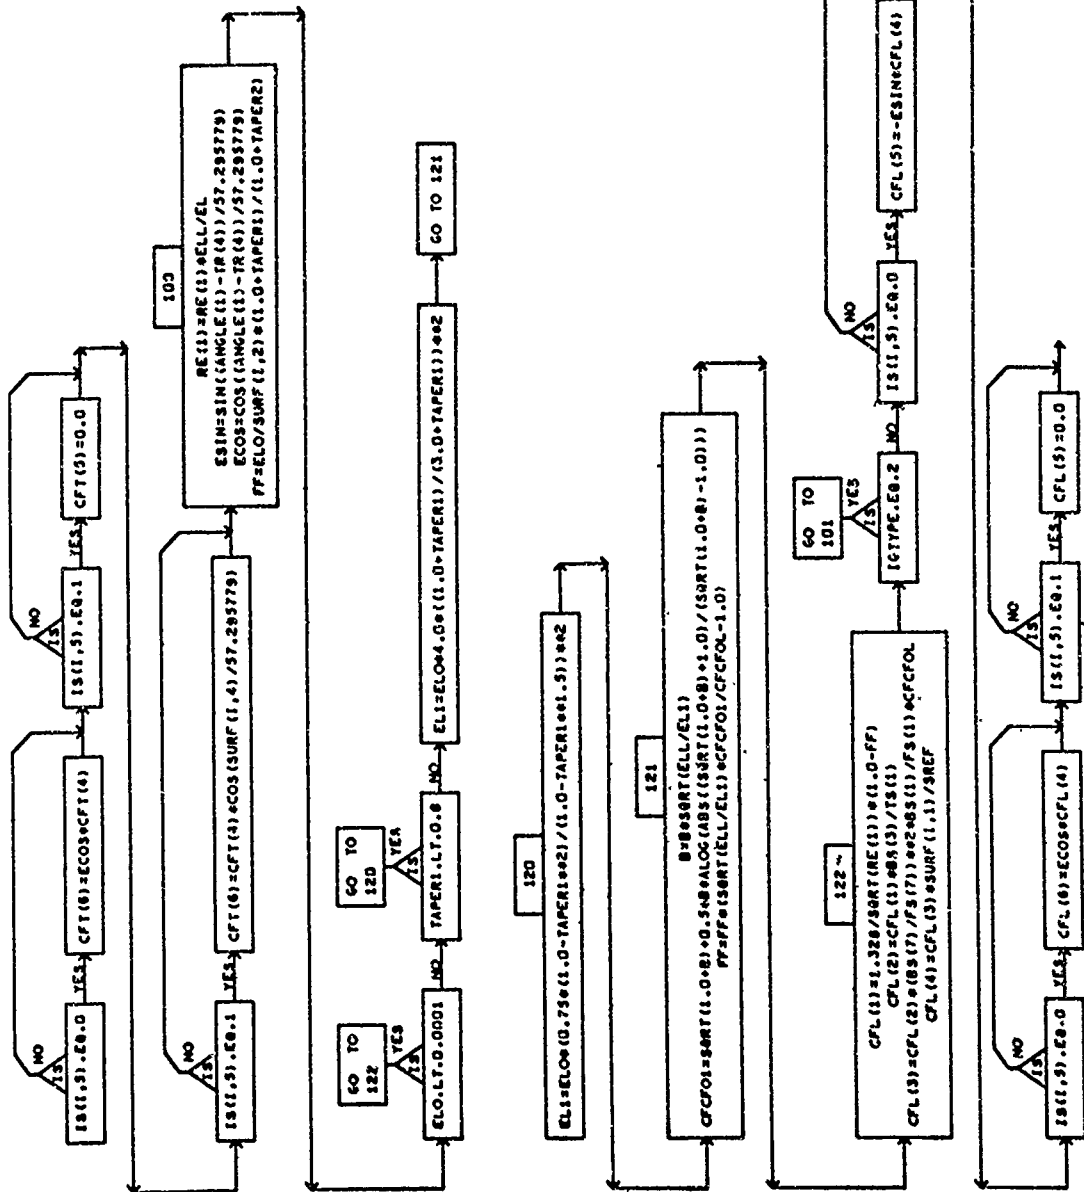 IS(I,5).EQ.0
IS
NO
YES
CFT(6)=ECOS*CFT(4)
IS(I,5).EQ.1
IS
NO
YES
CFT(5)=0.0
IS(I,5).EQ.1
IS
NO
YES
CFT(6)=CFT(4)*COS(SURF(I,4)/57.295779)
103
RE(1)=RE(1)*ELL/EL
ESIN=SIN((ANGLE(1)-TR(4))/57.295779)
ECOS=COS((ANGLE(1)-TR(4))/57.295779)
FF=ELO/SURF(I,2)*(1.0+TAPER1)/(1.0+TAPER2)
ELO.LT.0.0001
IS
YES
GO TO
122
NO
TAPER1.LT.0.8
IS
YES
GO TO
120
NO
EL1=ELO*4.0*((1.0+TAPER1)/(3.0+TAPER1))**2
GO TO 121
120
EL1=ELO*(0.75*(1.0-TAPER1**2)/(1.0-TAPER1**1.5))**2
121
B=B*SQRT(ELL/EL1)
CFCFO1=SQRT(1.0+B)+0.5*B*ALOG(ABS((SQRT(1.0+B)+1.0)/(SQRT(1.0+B)-1.0)))
FF=FF*(SQRT(ELL/EL1)*CFCFO1/CFCFOL-1.0)
122
CFL(1)=1.328/SQRT(RE(1))*(1.0-FF)
CFL(2)=CFL(1)*BS(3)/TS(1)
CFL(3)=CFL(2)*(BS(7)/FS(7))**2*BS(1)/FS(1)*CFCFOL
CFL(4)=CFL(3)*SURF(I,1)/SREF
IGTYPE.EQ.2
IS
YES
GO TO
101
NO
IS(I,5).EQ.0
IS
NO
YES
CFL(5)=-ESIN*CFL(4)
IS(I,5).EQ.0
IS
NO
YES
CFL(6)=ECOS*CFL(4)
IS(I,5).EQ.1
IS
NO
YES
CFL(5)=0.0